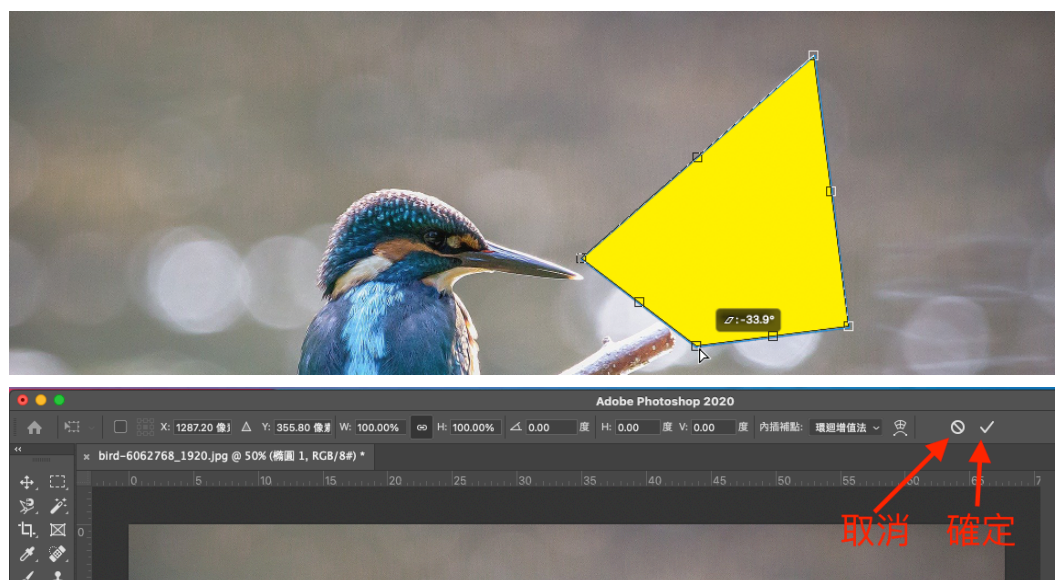 :-33.9°
Adobe Photoshop 2020
X: 1287.20 像 Y: 355.80 像素 W: 100.00% H: 100.00% 0.00 度 H: 0.00 度 V: 0.00 度 內插補點: 環迴增值法
× bird-6062768_1920.jpg @ 50% (橢圓 1, RGB/8#) *
0 5 10 15 20 25 30 35 40 45 50 55 60 65 7
0
取消 確定